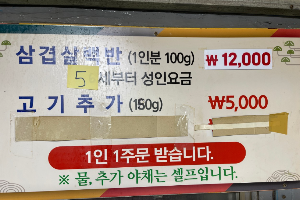 삼겹살백반 (1인분 100g) ₩12,000
5 세부터 성인요금
고기추가 (150g) ₩5,000
1인 1주문 받습니다.
※ 물, 추가 야채는 셀프입니다.